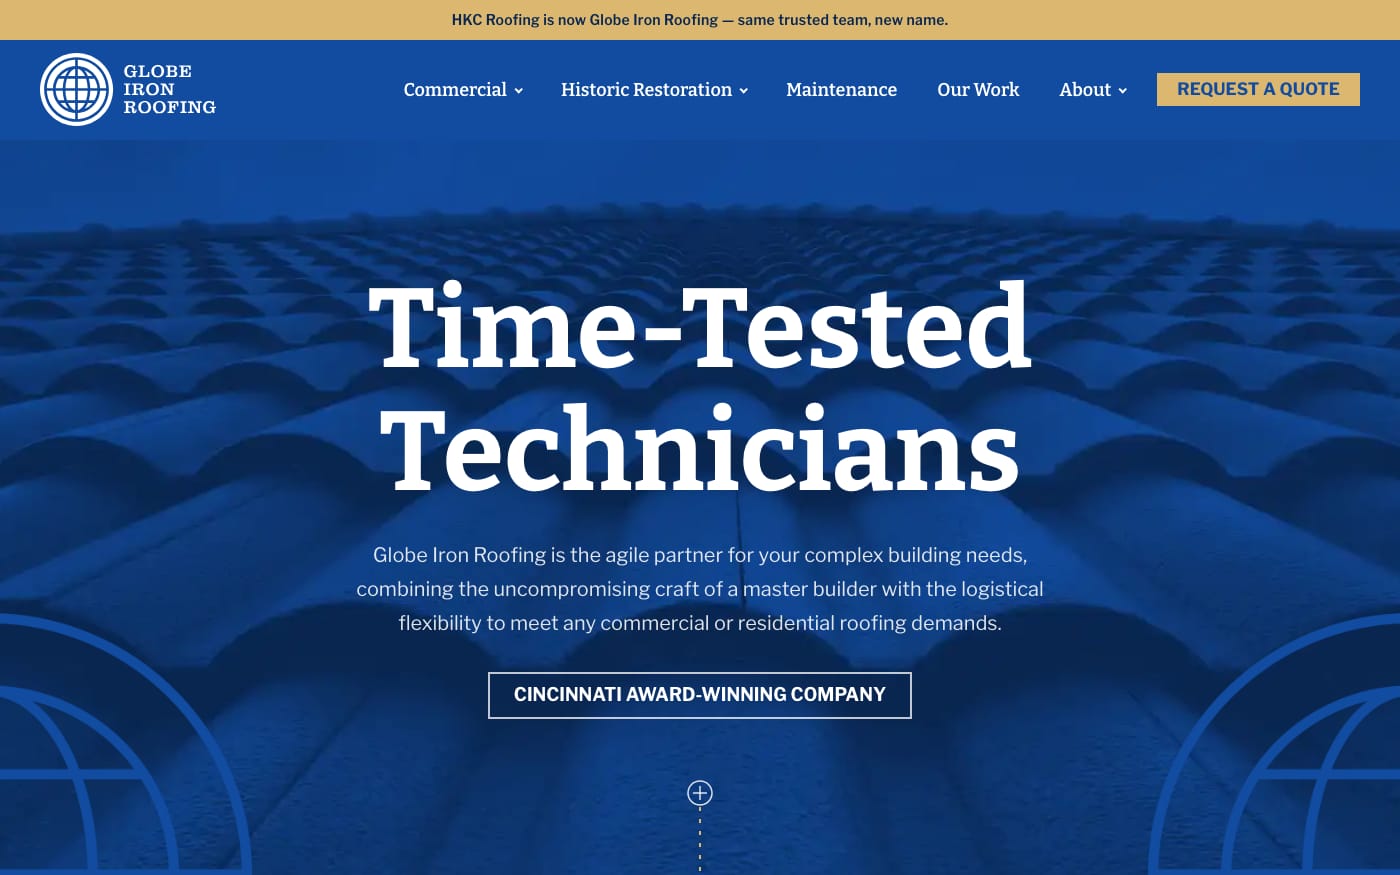 HKC Roofing is now Globe Iron Roofing — same trusted team, new name.
GLOBE
IRON
ROOFING
Commercial
Historic Restoration
Maintenance
Our Work
About
REQUEST A QUOTE
Time-Tested
Technicians
Globe Iron Roofing is the agile partner for your complex building needs,
combining the uncompromising craft of a master builder with the logistical
flexibility to meet any commercial or residential roofing demands.
CINCINNATI AWARD-WINNING COMPANY